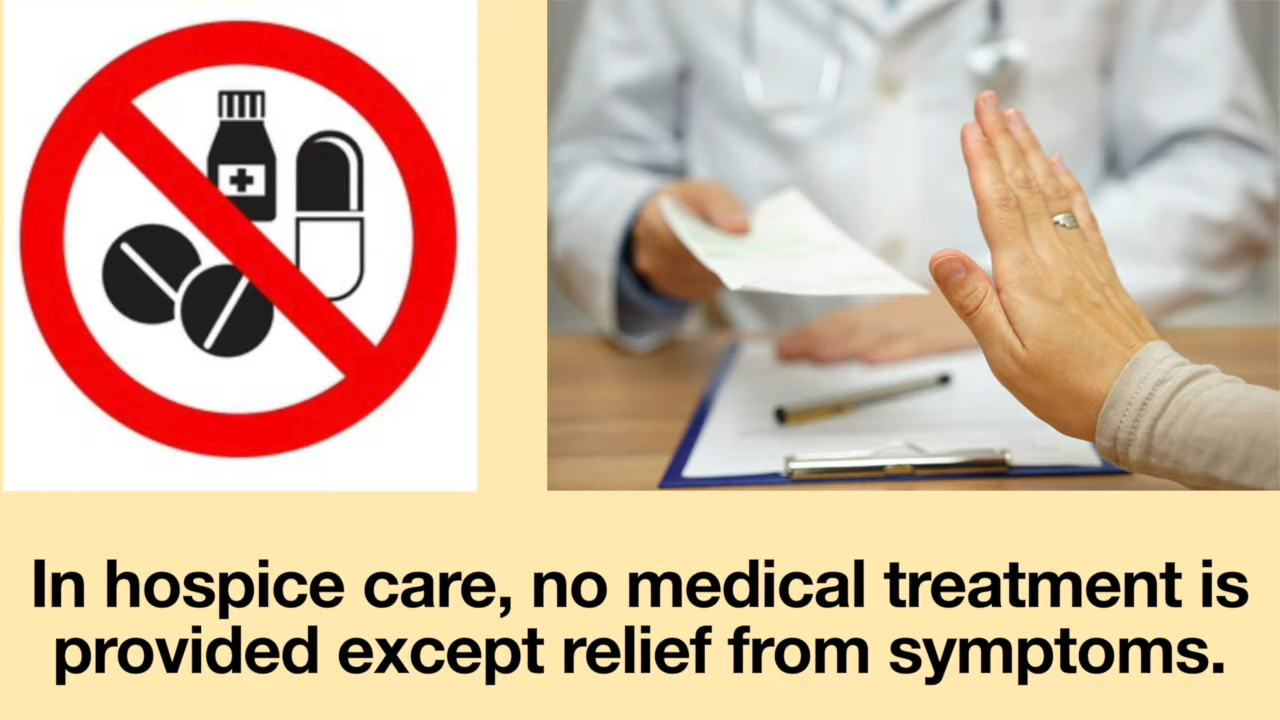 In hospice care, no medical treatment is
provided except relief from symptoms.